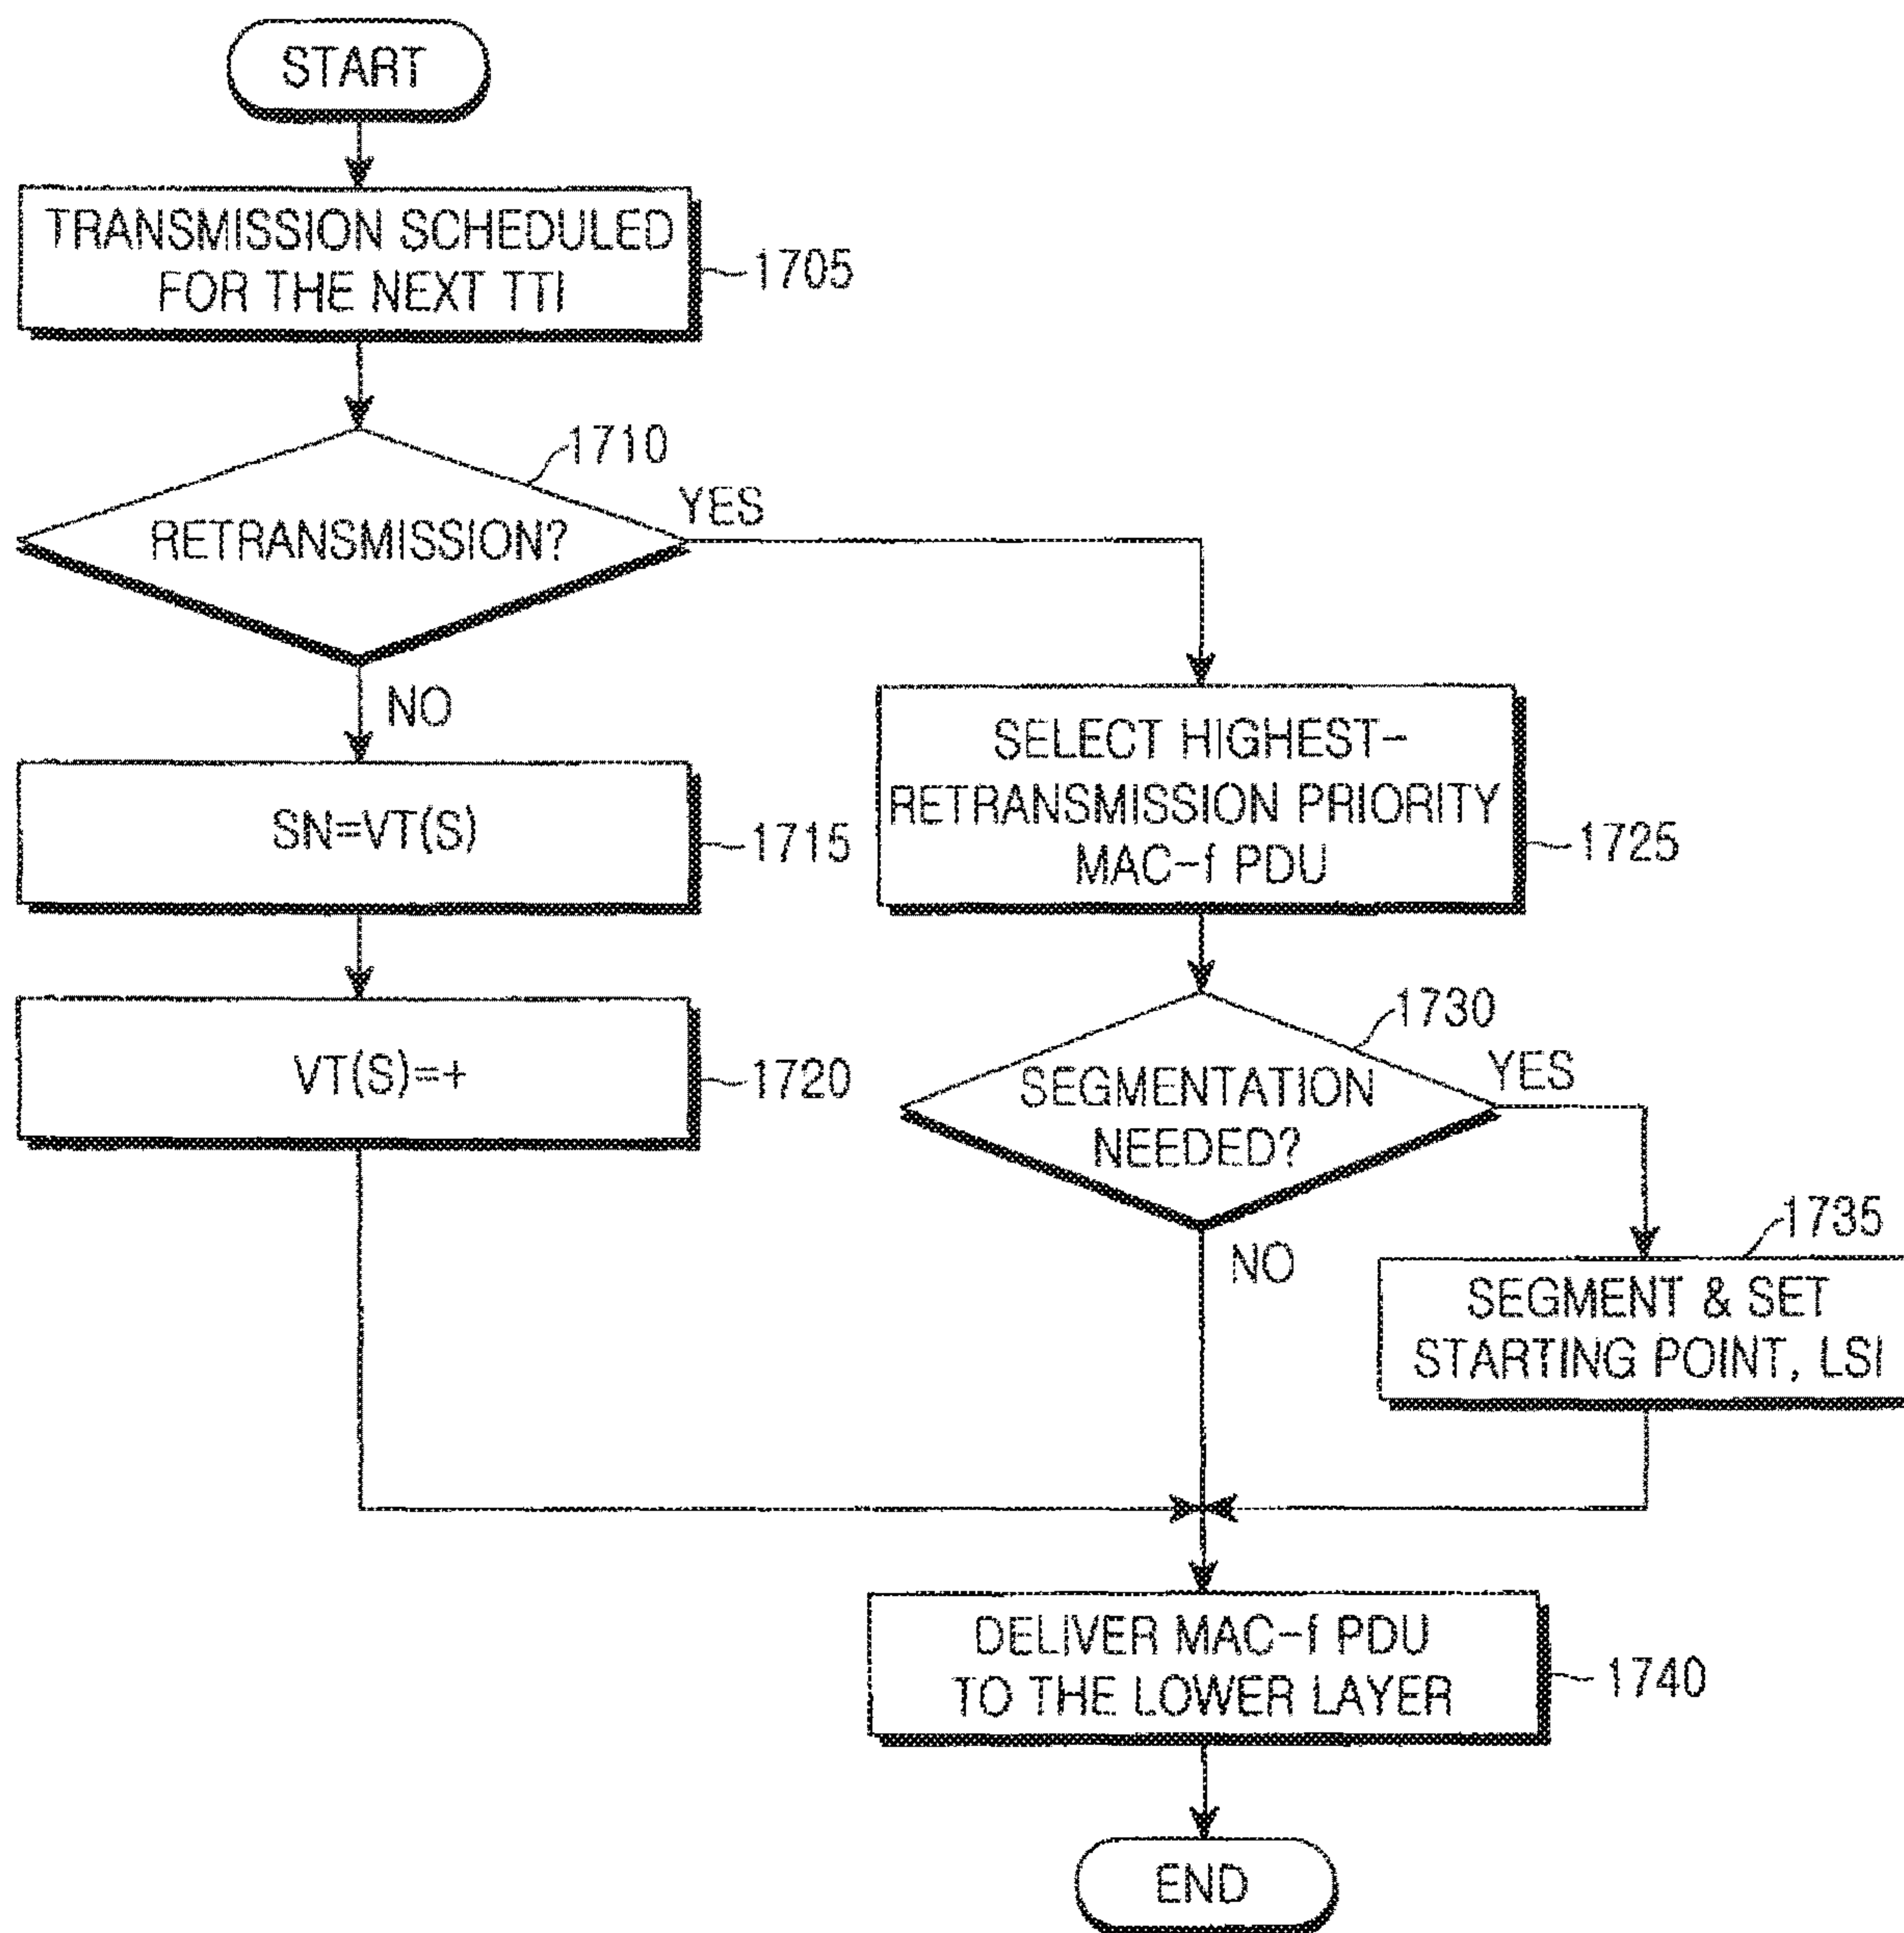 START
TRANSMISSION SCHEDULED
FOR THE NEXT TTI
1705
1710
RETRANSMISSION?
YES
NO
SN=VT(S)
1715
VT(S)=+
1720
SELECT HIGHEST-
RETRANSMISSION PRIORITY
MAC-f PDU
1725
1730
SEGMENTATION
NEEDED?
YES
NO
1735
SEGMENT & SET
STARTING POINT, LSI
DELIVER MAC-f PDU
TO THE LOWER LAYER
1740
END